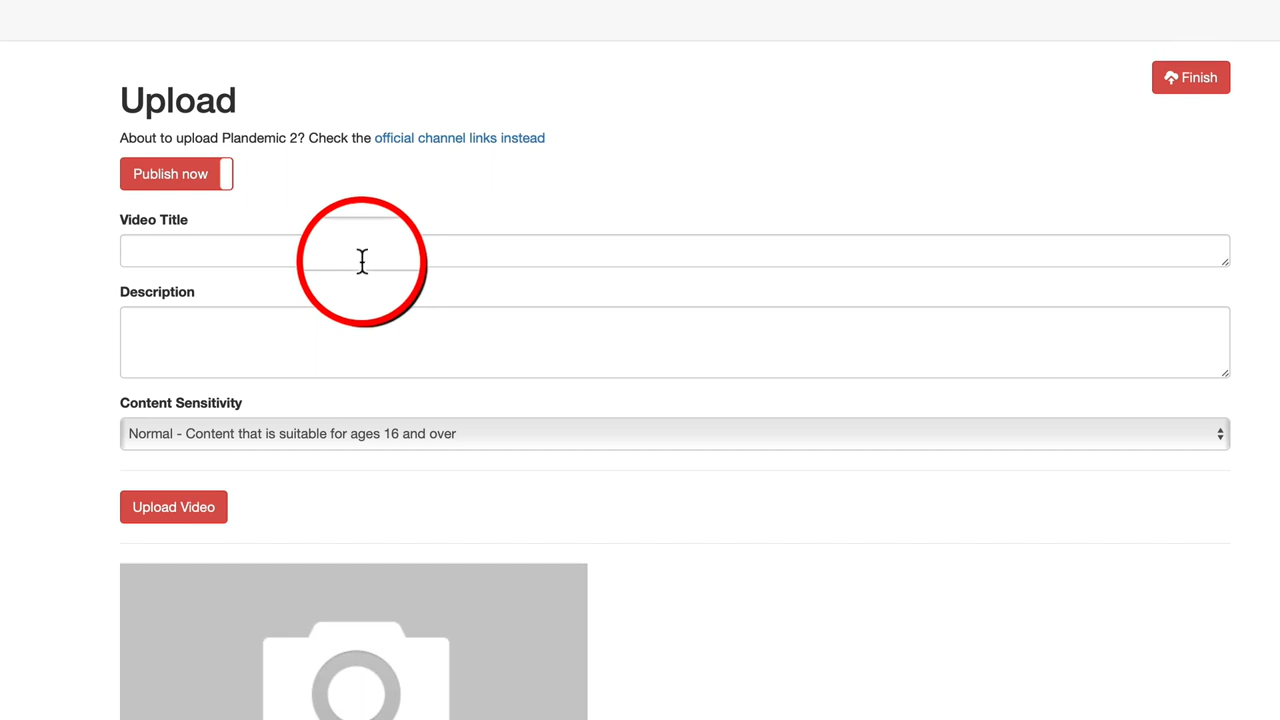 Finish
Upload
About to upload Plandemic 2? Check the official channel links instead
Publish now
Video Title
Description
Content Sensitivity
Normal - Content that is suitable for ages 16 and over
Upload Video